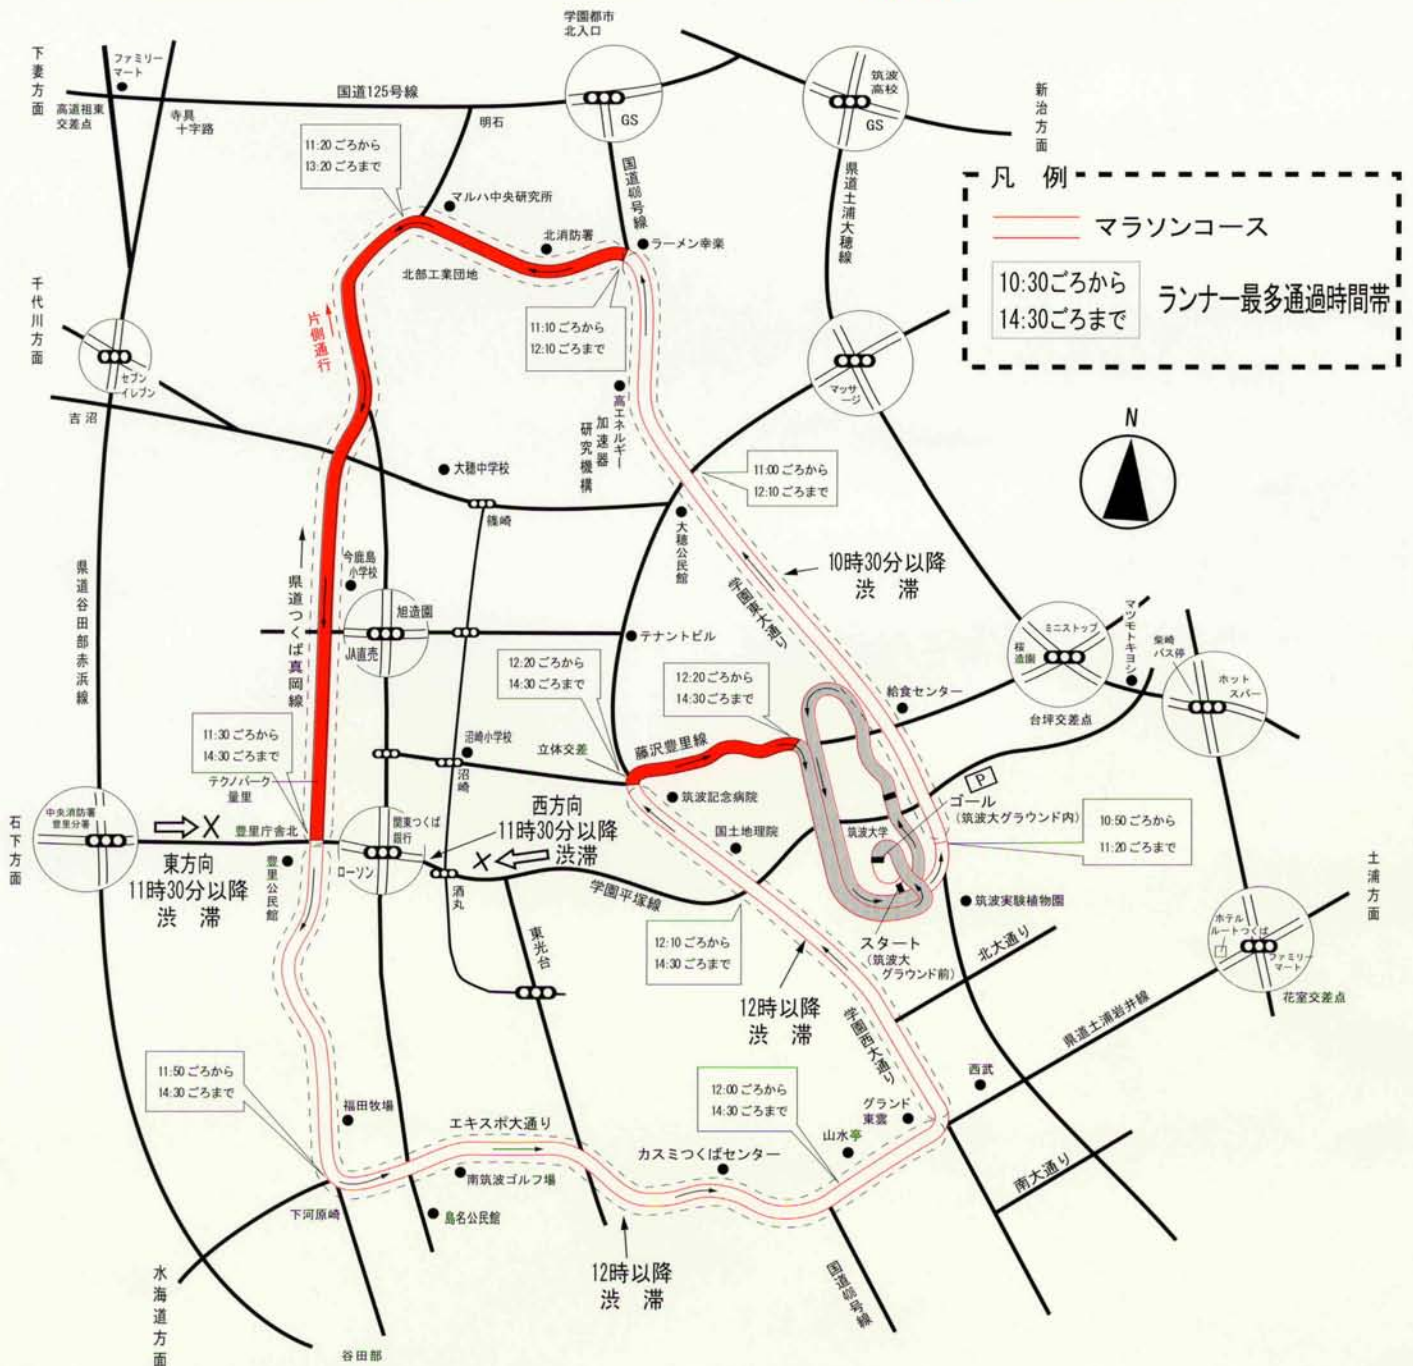 学園都市
北入口
下妻方面
ファミリー
マート
国道125号線
高道祖東
交差点
寺具
十字路
明石
GS
筑波
高校
GS
新治方面
11:20ごろから
13:20ごろまで
国道408号線
県道土浦大穂線
凡 例
マラソンコース
10:30ごろから
14:30ごろまで
ランナー最多通過時間帯
マルハ中央研究所
北消防署
ラーメン幸楽
北部工業団地
千代川方面
片側通行
11:10ごろから
12:10ごろまで
セブン
イレブン
マッサ
ージ
吉沼
高エネルギー
加速器
研究機構
N
大穂中学校
11:00ごろから
12:10ごろまで
篠崎
大穂公民館
10時30分以降
渋 滞
学園東大通り
県道谷田部赤浜線
今鹿島
小学校
県道つくば真岡線
旭造園
JA直売
テナントビル
マツモトキヨシ
ミニストップ
桜
造園
柴崎
バス停
ホット
スパー
台坪交差点
12:20ごろから
14:30ごろまで
12:20ごろから
14:30ごろまで
給食センター
11:30ごろから
14:30ごろまで
沼崎小学校
立体交差
藤沢豊里線
沼崎
テクノパーク
量里
筑波記念病院
P
ゴール
(筑波大グラウンド内)
石下方面
中央消防署
豊里分署
豊里庁舎北
関東つくば
銀行
西方向
11時30分以降
渋 滞
国土地理院
筑波大学
10:50ごろから
11:20ごろまで
東方向
11時30分以降
渋 滞
豊里公民館
ローソン
酒丸
学園平塚線
土浦方面
筑波実験植物園
東光台
12:10ごろから
14:30ごろまで
スタート
(筑波大
グラウンド前)
北大通り
ホテル
ルートつくば
ファミリー
マート
花室交差点
12時以降
渋 滞
学園西大通り
県道土浦岩井線
11:50ごろから
14:30ごろまで
福田牧場
エキスポ大通り
12:00ごろから
14:30ごろまで
西武
グランド
東雲
山水亭
カスミつくばセンター
南筑波ゴルフ場
南大通り
下河原崎
島名公民館
12時以降
渋 滞
国道408号線
水海道方面
谷田部